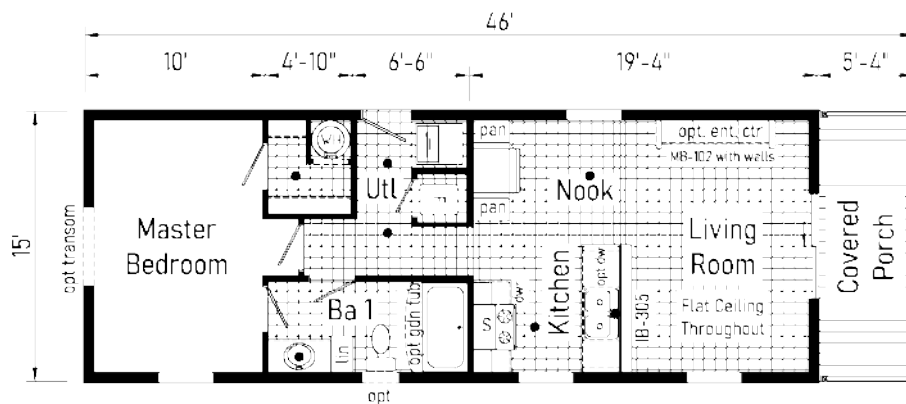 46'
10'
4'-10"
6'-6"
19'-4"
5'-4"
15'
opt transom
Master
Bedroom
WH
Utl
F
pan
pan
Nook
opt. ent. ctr
MB-102 with walls
Living
Room
Flat Ceiling
Throughout
Covered
Porch
Kitchen
opt dw
IB-305
Ba 1
lin
opt gdn tub
S
dw
opt